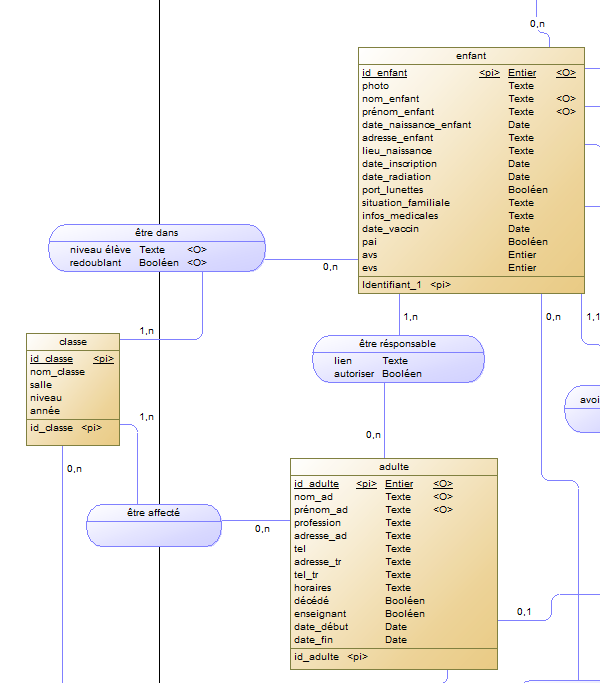 0,n
enfant
id_enfant <pi> Entier <O>
photo Texte
nom_enfant Texte <O>
prénom_enfant Texte <O>
date_naissance_enfant Date
adresse_enfant Texte
lieu_naissance Texte
date_inscription Date
date_radiation Date
port_lunettes Booléen
situation_familiale Texte
infos_medicales Texte
date_vaccin Date
pai Booléen
avs Entier
evs Entier
Identifiant_1 <pi>
être dans
niveau élève Texte <O>
redoublant Booléen <O>
0,n
1,n
0,n
1,1
1,n
classe
id_classe <pi>
nom_classe
salle
niveau
année
id_classe <pi>
être résponsable
lien Texte
autoriser Booléen
avoi
1,n
0,n
0,n
adulte
id_adulte <pi> Entier <O>
nom_ad Texte <O>
prénom_ad Texte <O>
profession Texte
adresse_ad Texte
tel Texte
adresse_tr Texte
tel_tr Texte
horaires Texte
décédé Booléen
enseignant Booléen
date_début Date
date_fin Date
id_adulte <pi>
être affecté
0,n
0,1